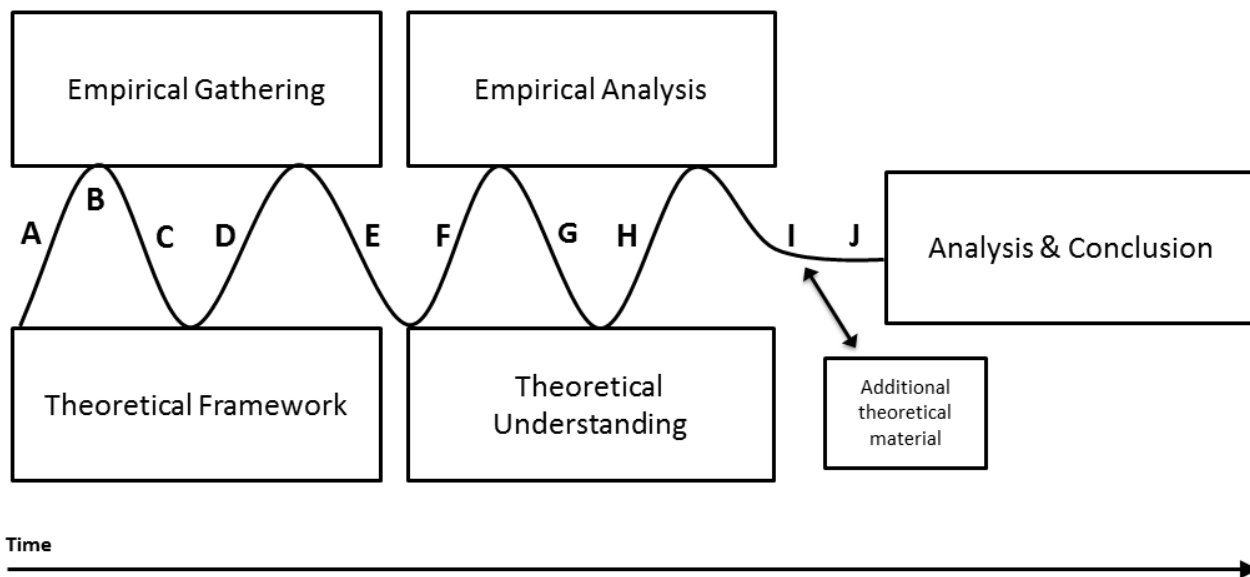 Empirical Gathering
Empirical Analysis
A
B
C
D
E
F
G
H
I
J
Analysis & Conclusion
Theoretical Framework
Theoretical
Understanding
Additional
theoretical
material
Time